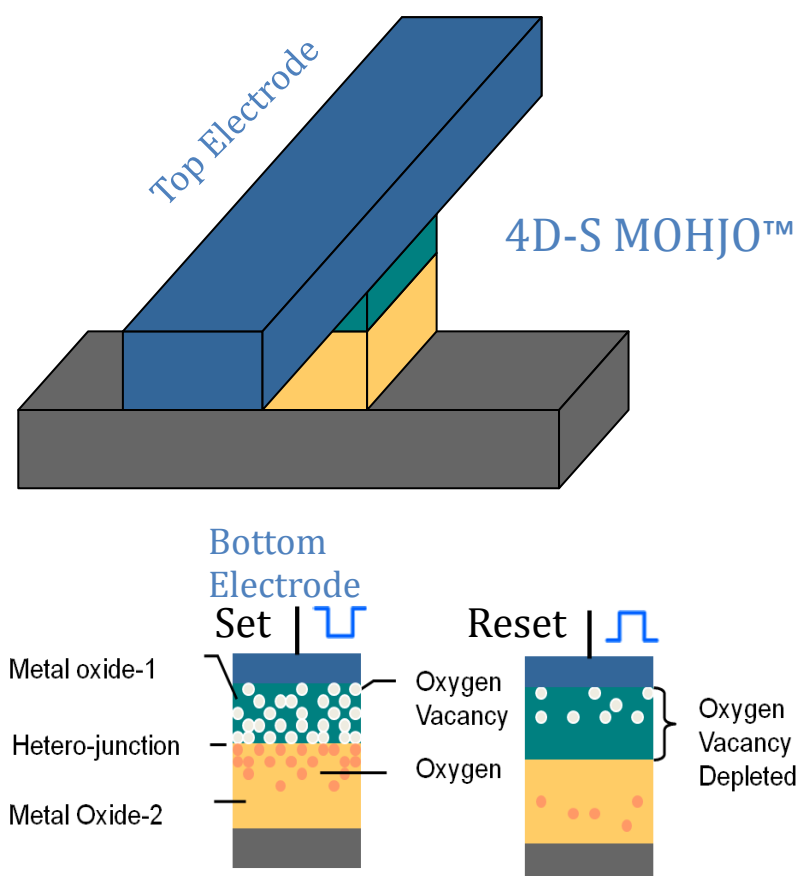 Top Electrode
4D-S MOHJO™
Bottom
Electrode
Set
Reset
Metal oxide-1
Oxygen
Vacancy
Hetero-junction
Oxygen
Metal Oxide-2
Oxygen
Vacancy
Depleted